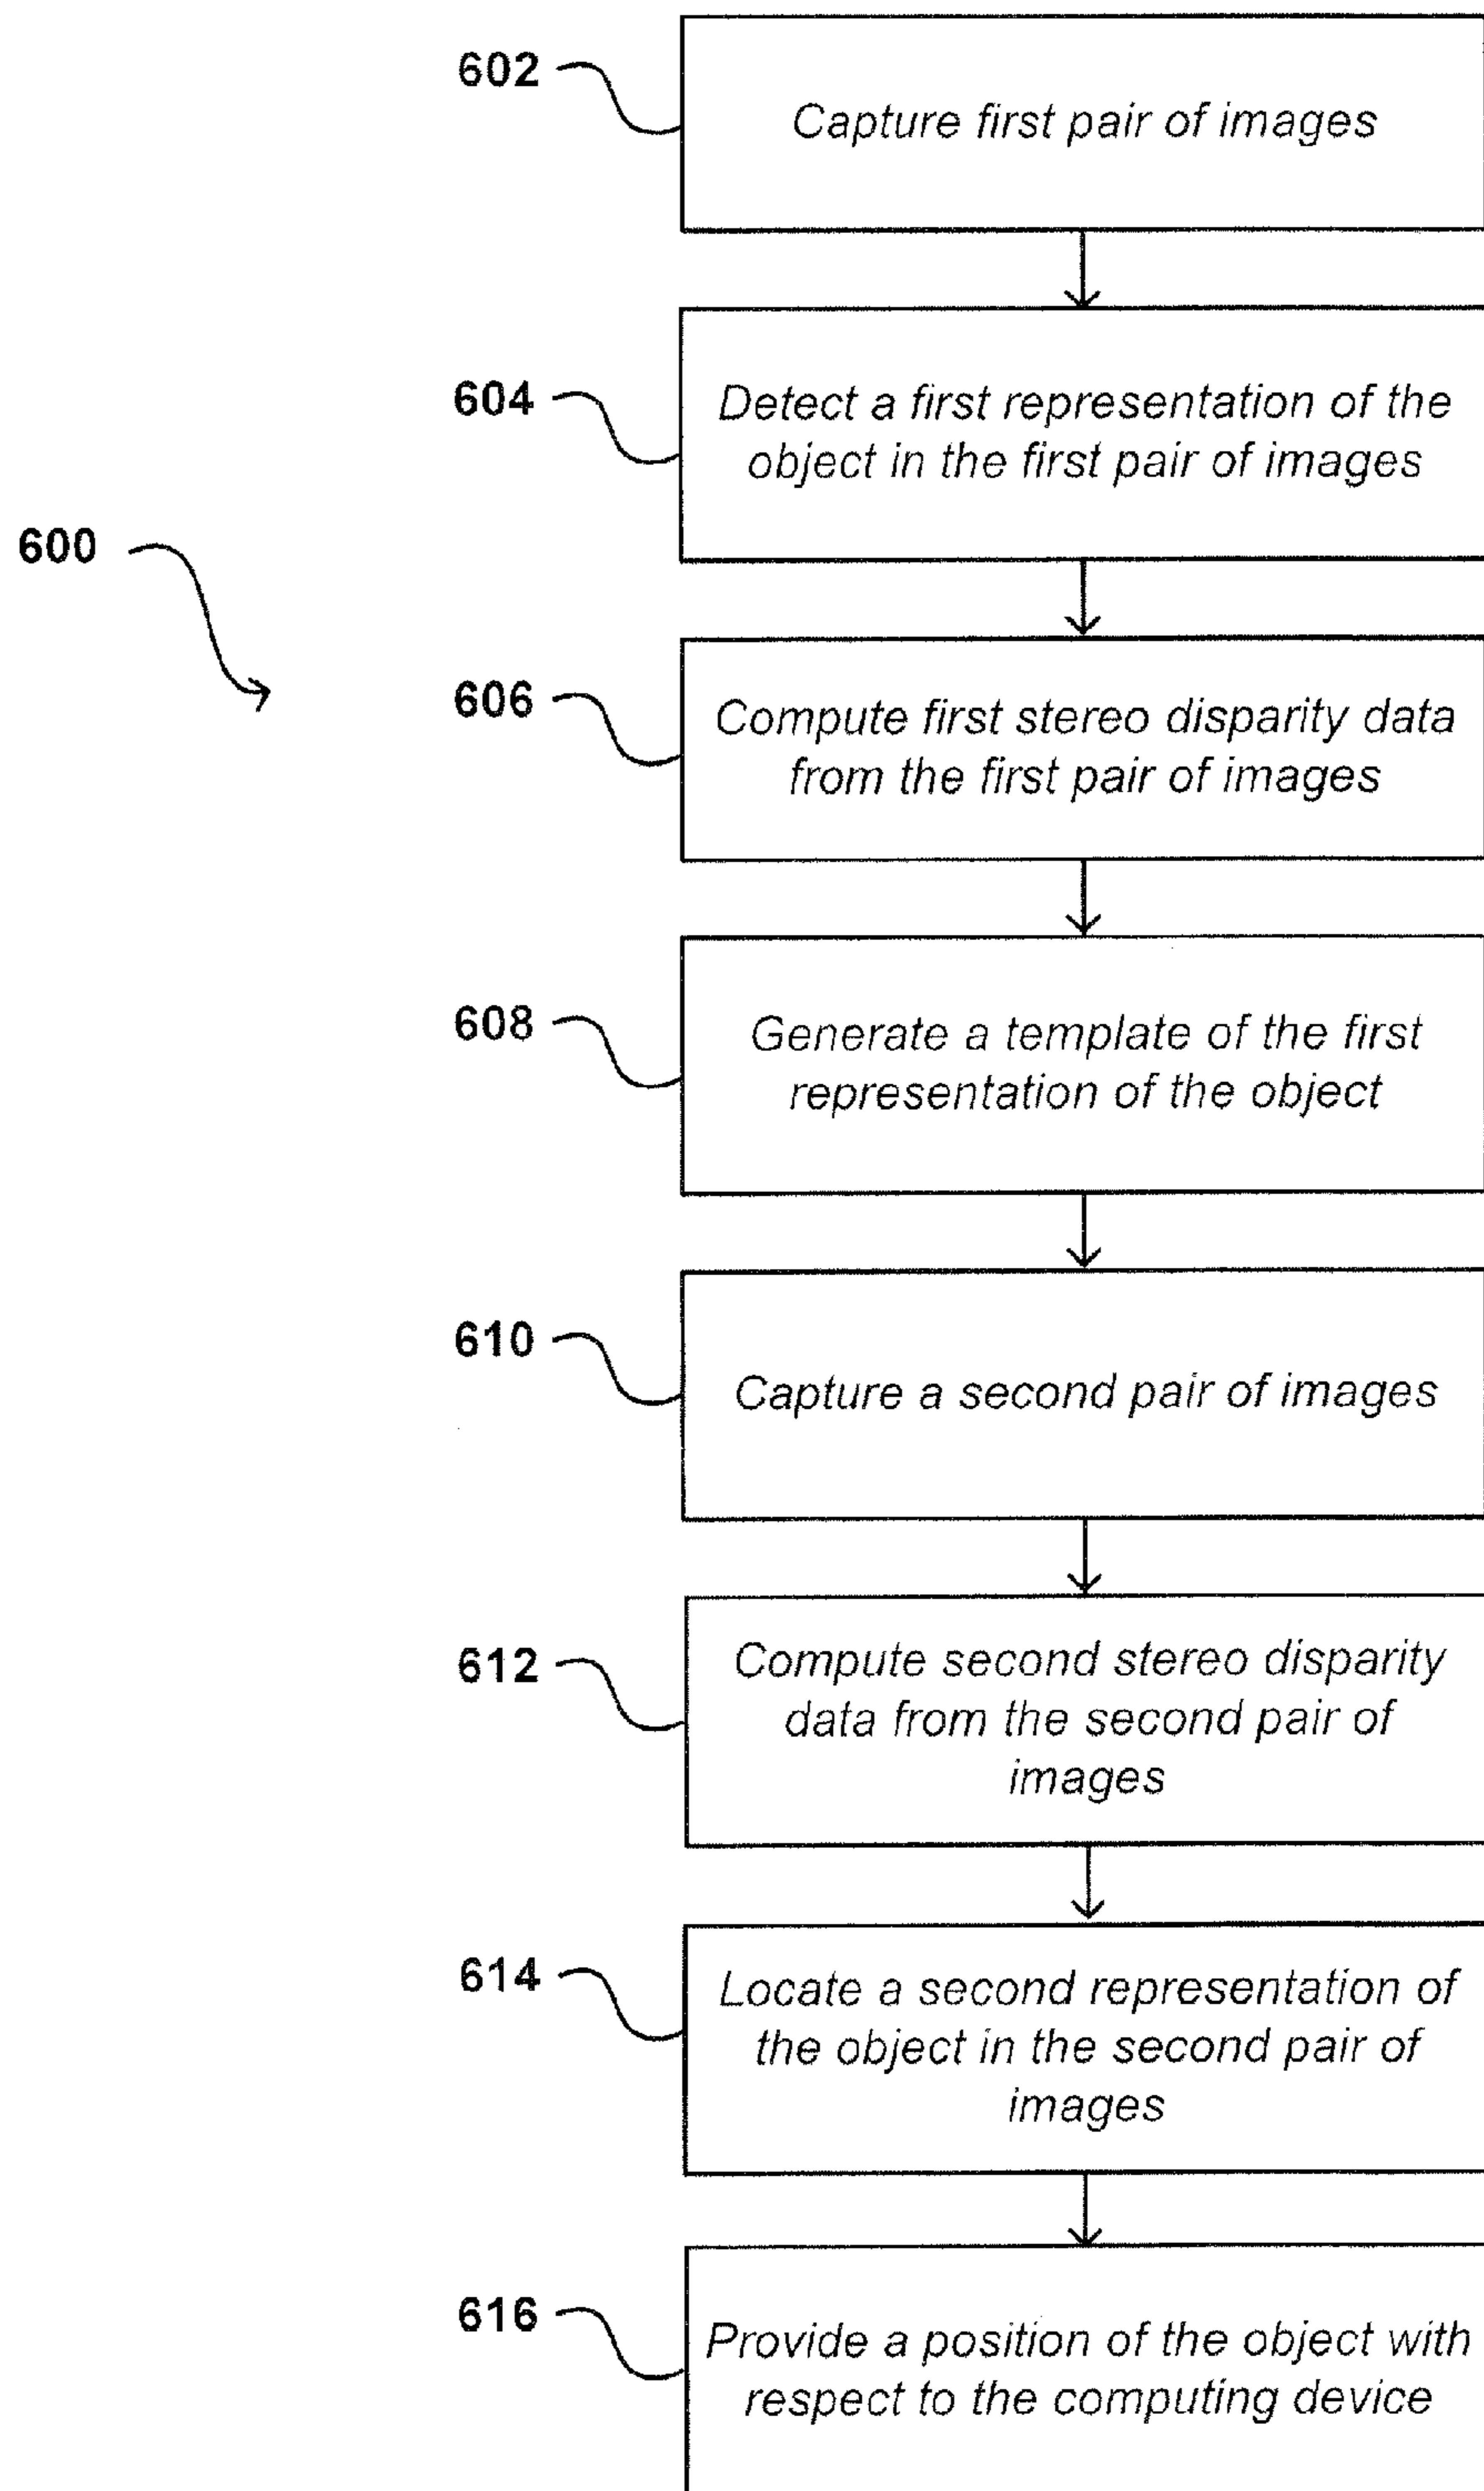 602
Capture first pair of images
604
Detect a first representation of the
object in the first pair of images
600
606
Compute first stereo disparity data
from the first pair of images
608
Generate a template of the first
representation of the object
610
Capture a second pair of images
612
Compute second stereo disparity
data from the second pair of
images
614
Locate a second representation of
the object in the second pair of
images
616
Provide a position of the object with
respect to the computing device